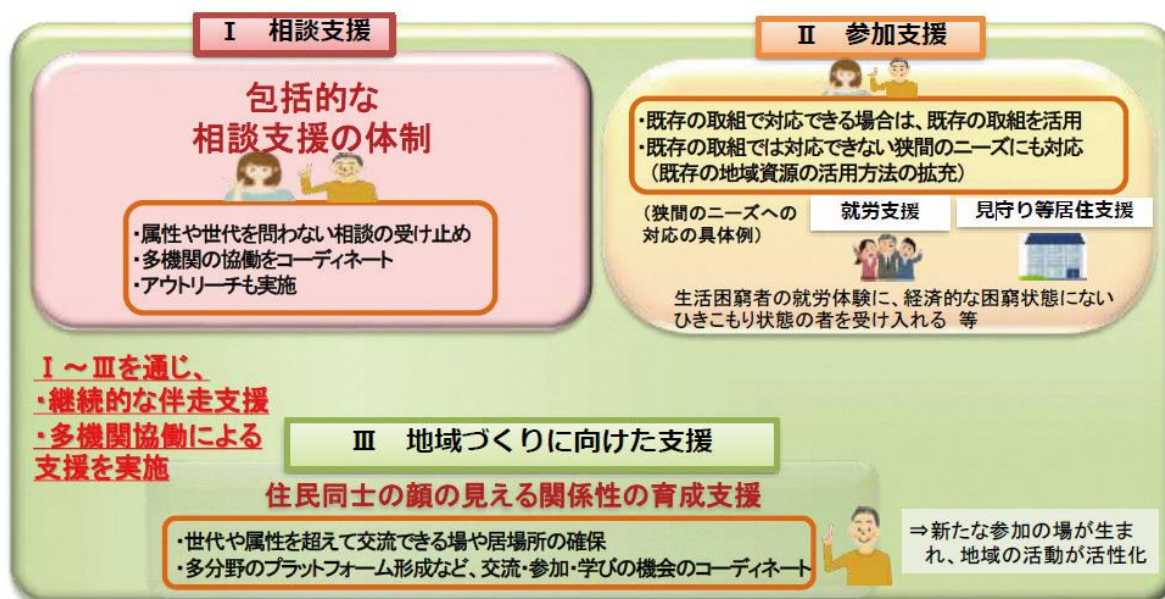 Ⅰ 相談支援
包括的な
相談支援の体制
・属性や世代を問わない相談の受け止め
・多機関の協働をコーディネート
・アウトリーチも実施
Ⅱ 参加支援
・既存の取組で対応できる場合は、既存の取組を活用
・既存の取組では対応できない狭間のニーズにも対応
（既存の地域資源の活用方法の拡充）
（狭間のニーズへの
対応の具体例）
就労支援
見守り等居住支援
生活困窮者の就労体験に、経済的な困窮状態にない
ひきこもり状態の者を受け入れる 等
Ⅰ～Ⅲを通じ、
・継続的な伴走支援
・多機関協働による
支援を実施
Ⅲ 地域づくりに向けた支援
住民同士の顔の見える関係性の育成支援
・世代や属性を超えて交流できる場や居場所の確保
・多分野のプラットフォーム形成など、交流・参加・学びの機会のコーディネート
⇒新たな参加の場が生ま
れ、地域の活動が活性化